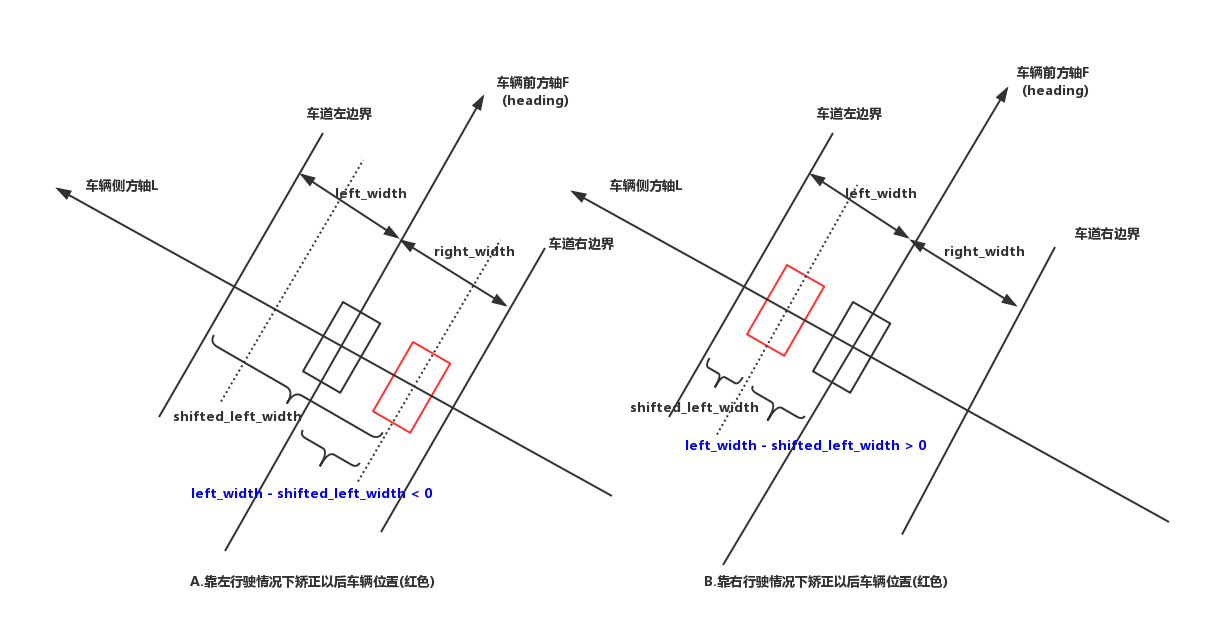 车辆前方轴F
(heading)
车道左边界
车辆侧方轴L
left_width
right_width
车道右边界
shifted_left_width
left_width - shifted_left_width < 0
A.靠左行驶情况下矫正以后车辆位置(红色)
车辆前方轴F
(heading)
车道左边界
车辆侧方轴L
left_width
right_width
车道右边界
shifted_left_width
left_width - shifted_left_width > 0
B.靠右行驶情况下矫正以后车辆位置(红色)